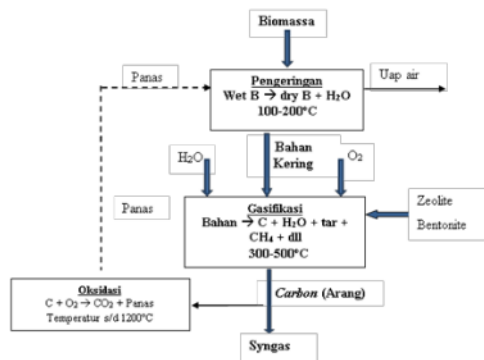 Biomassa
Panas
Pengeringan
Wet B → dry B + H₂O
100-200°C
Uap air
H₂O
Bahan
Kering
O₂
Panas
Gasifikasi
Bahan → C + H₂O + tar +
CH₄ + dll
300-500°C
Zeolite
Bentonite
Oksidasi
C + O₂ → CO₂ + Panas
Temperatur s/d 1200°C
Carbon (Arang)
Syngas